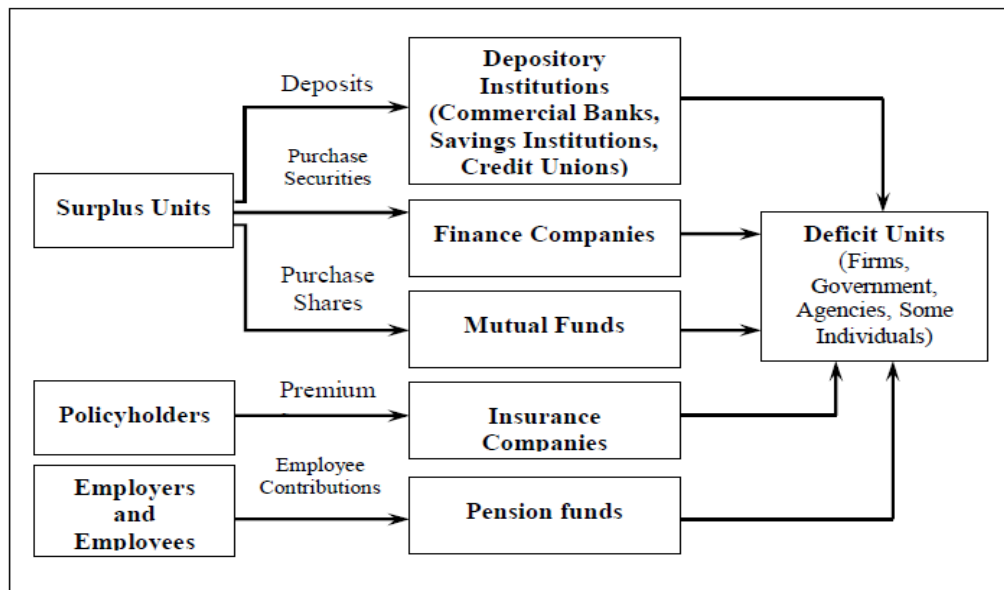 Deposits
Depository
Institutions
(Commercial Banks,
Savings Institutions,
Credit Unions)
Purchase
Securities
Surplus Units
Finance Companies
Purchase
Shares
Mutual Funds
Deficit Units
(Firms,
Government,
Agencies, Some
Individuals)
Policyholders
Premium
Insurance
Companies
Employers
and
Employees
Employee
Contributions
Pension funds